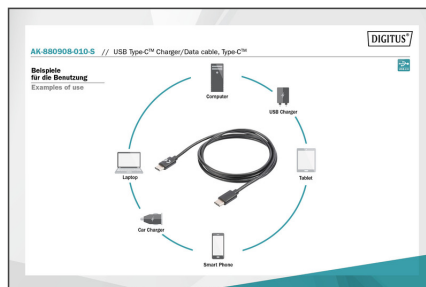 DIGITUS®
AK-880908-010-S // USB Type-C™ Charger/Data cable, Type-C™
Beispiele
für die Benutzung
Examples of use
Computer
USB Charger
Laptop
Tablet
Car Charger
Smart Phone